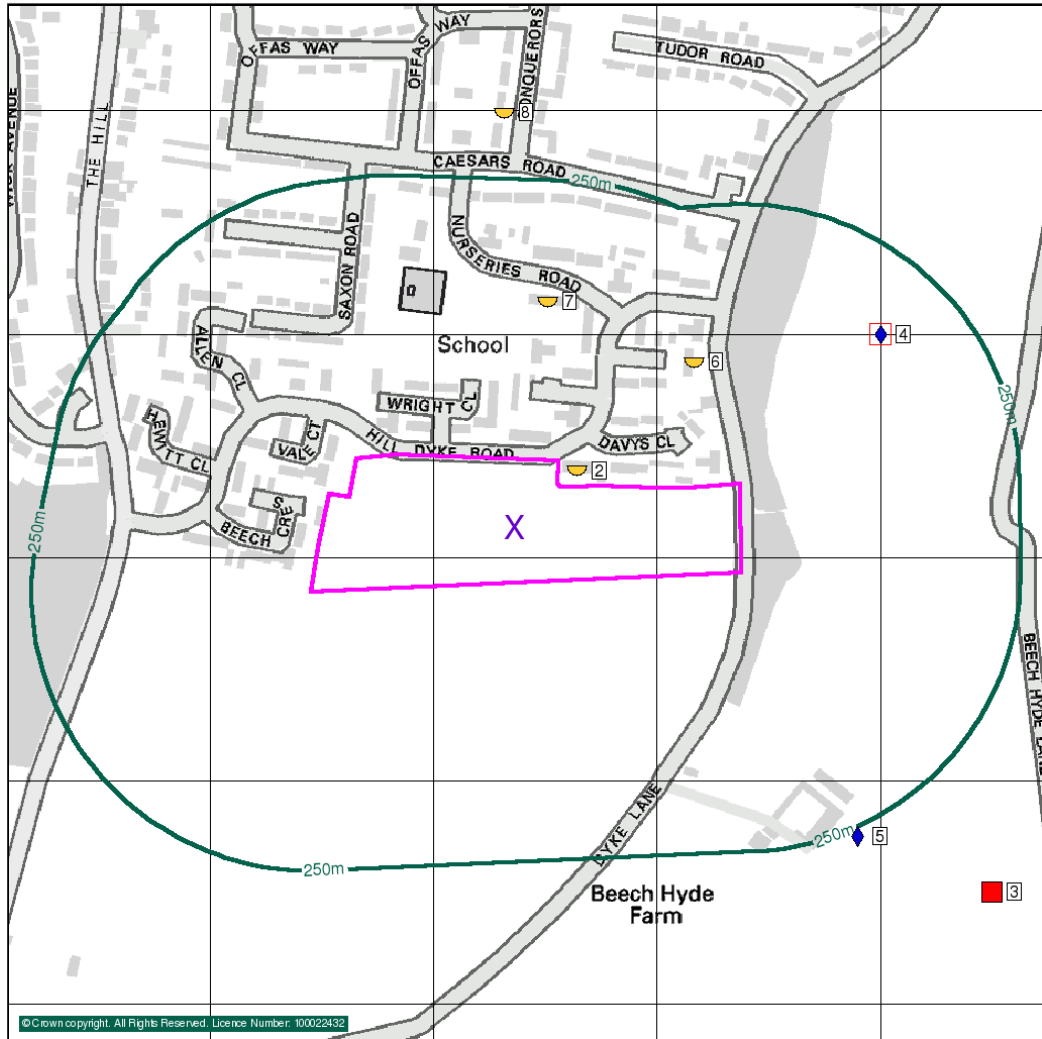 OFFAS WAY
OFFAS WAY
TUDOR ROAD
THE HILL
8
CAESARS ROAD
250m
SAXON ROAD
NURSERIES ROAD
7
4
School
ALLEN CL
6
WRIGHT CL
250m
HEWITT CL
VALE CT
HILL DYKE ROAD
DAVYS CL
2
BEECH CRES
X
250m
BEECH HYDE LANE
DYKE LANE
250m
5
250m
Beech Hyde
Farm
3
© Crown copyright. All Rights Reserved. Licence Number: 100022432